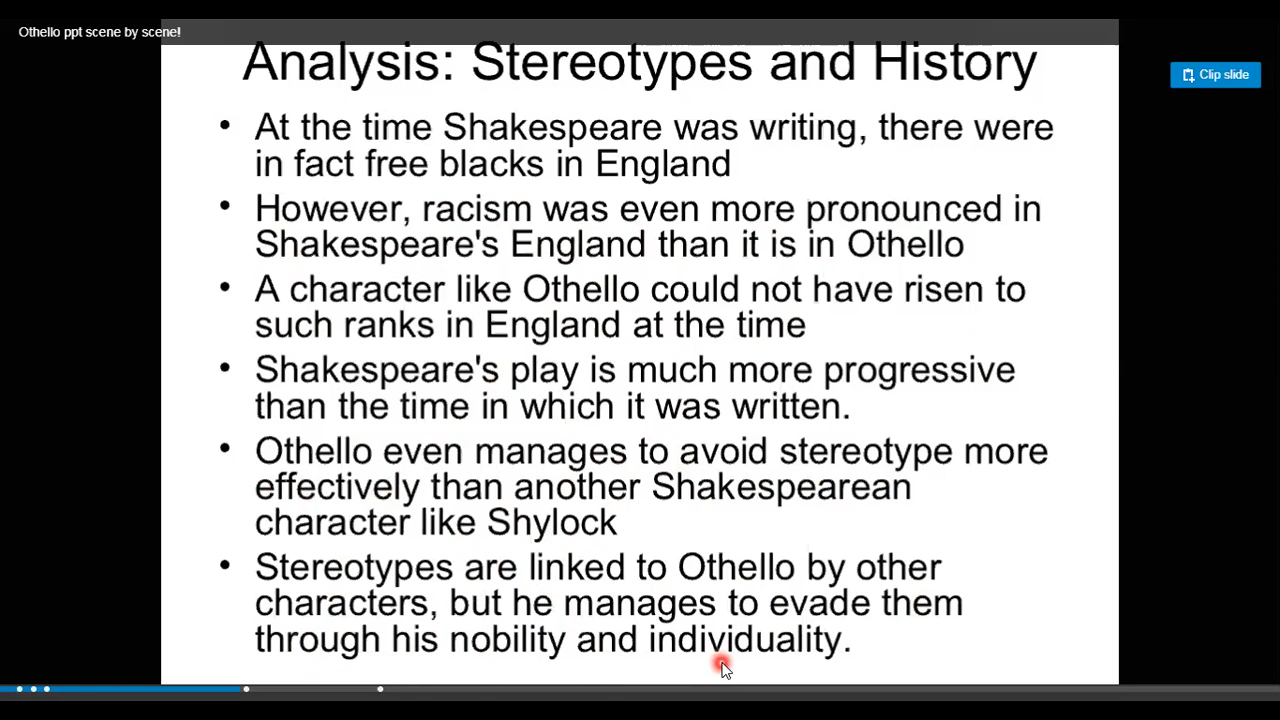 Othello ppt scene by scene!
Analysis: Stereotypes and History
Clip slide
• At the time Shakespeare was writing, there were
in fact free blacks in England
• However, racism was even more pronounced in
Shakespeare's England than it is in Othello
• A character like Othello could not have risen to
such ranks in England at the time
• Shakespeare's play is much more progressive
than the time in which it was written.
• Othello even manages to avoid stereotype more
effectively than another Shakespearean
character like Shylock
• Stereotypes are linked to Othello by other
characters, but he manages to evade them
through his nobility and individuality.